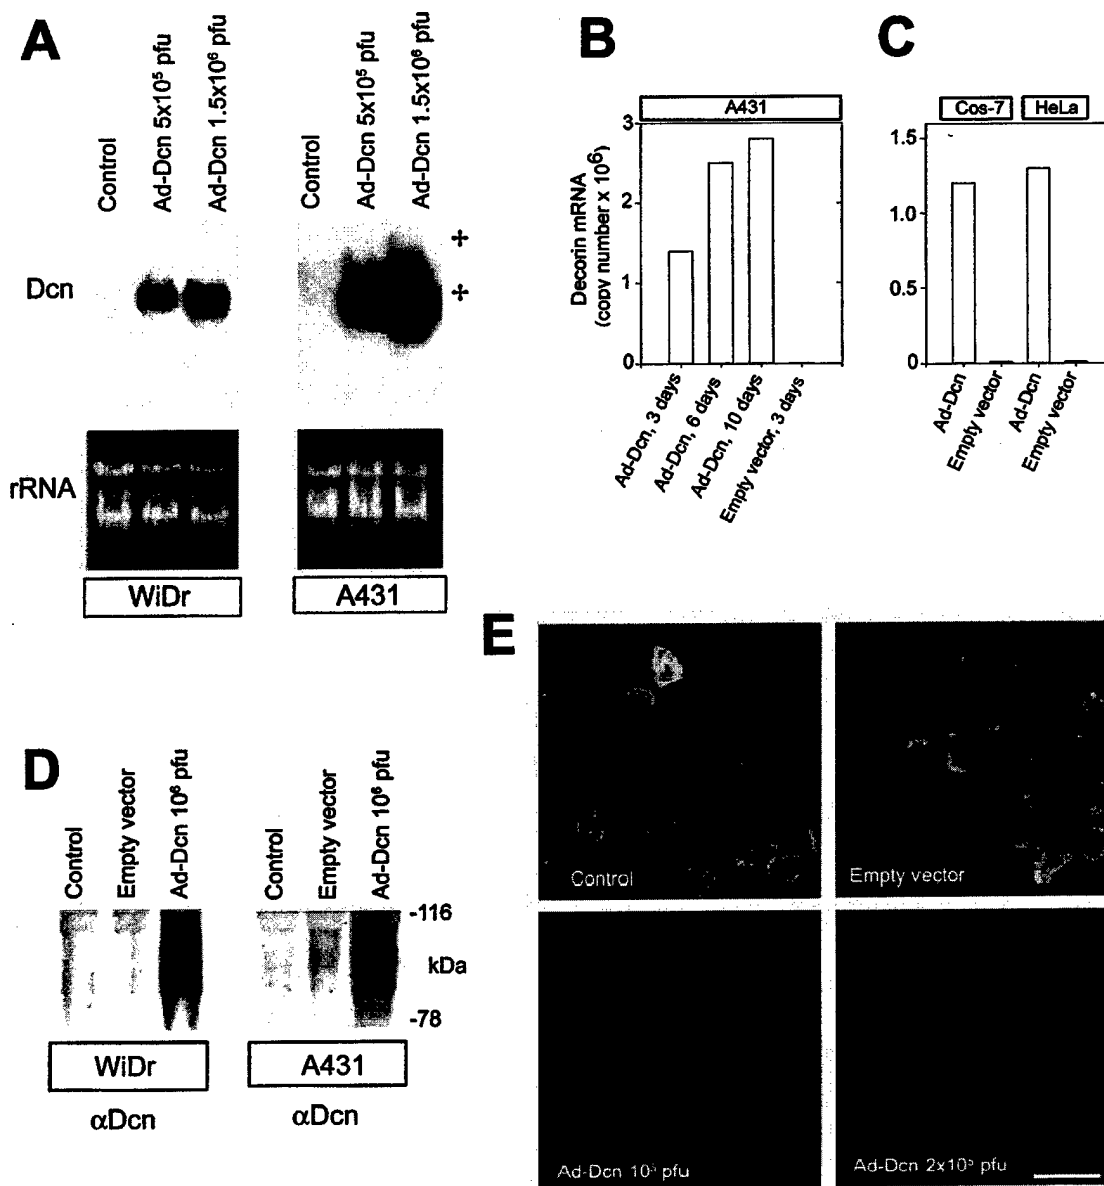 A
Control
Ad-Dcn 5x10⁵ pfu
Ad-Dcn 1.5x10⁶ pfu
Control
Ad-Dcn 5x10⁵ pfu
Ad-Dcn 1.5x10⁶ pfu
Dcn
rRNA
WiDr
A431
B
A431
Decorin mRNA
(copy number x 10⁶)
3
2
1
0
Ad-Dcn, 3 days
Ad-Dcn, 6 days
Ad-Dcn, 10 days
Empty vector, 3 days
C
Cos-7
HeLa
1.5
1.0
0.5
0
Ad-Dcn
Empty vector
Ad-Dcn
Empty vector
D
Control
Empty vector
Ad-Dcn 10⁶ pfu
Control
Empty vector
Ad-Dcn 10⁶ pfu
-116
kDa
-78
WiDr
A431
αDcn
αDcn
E
Control
Empty vector
Ad-Dcn 10⁵ pfu
Ad-Dcn 2x10⁵ pfu